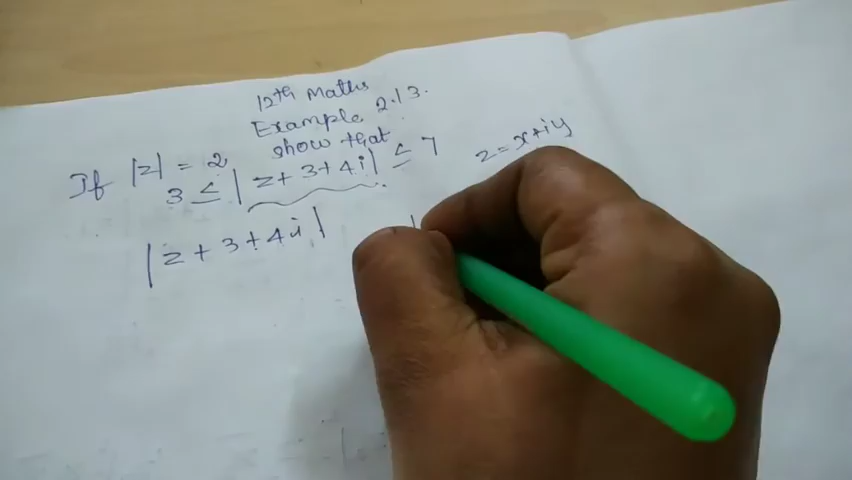 12th Maths
Example 2.13.
show that
If |z| = 2
3 ≤ |z + 3 + 4i| ≤ 7
z = x + iy
|z + 3 + 4i|